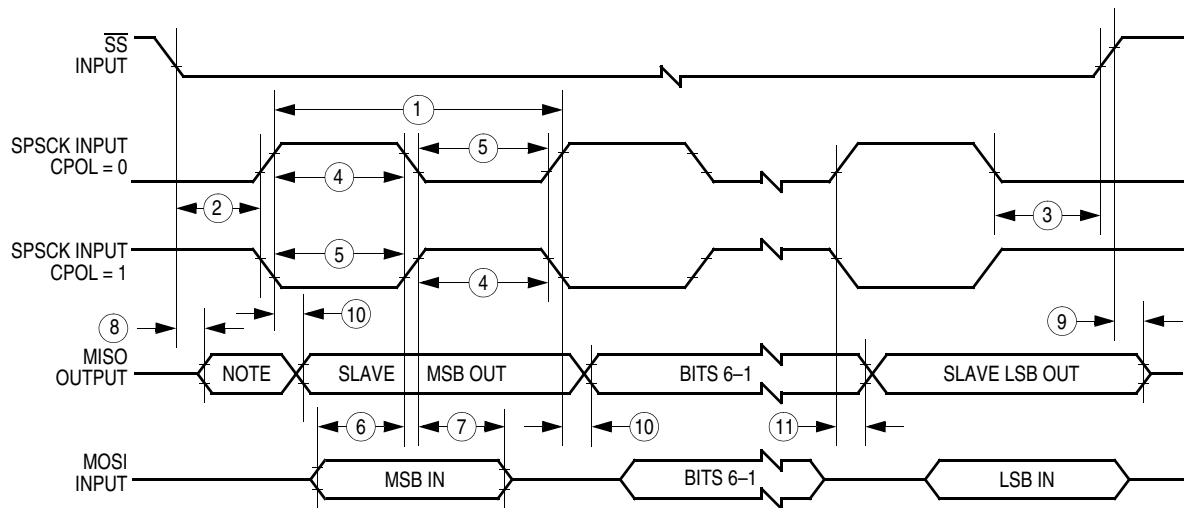 SS
INPUT
1
SPSCK INPUT
CPOL = 0
5
4
2
3
SPSCK INPUT
CPOL = 1
5
4
8
10
9
MISO
OUTPUT
NOTE
SLAVE MSB OUT
BITS 6–1
SLAVE LSB OUT
6
7
10
11
MOSI
INPUT
MSB IN
BITS 6–1
LSB IN